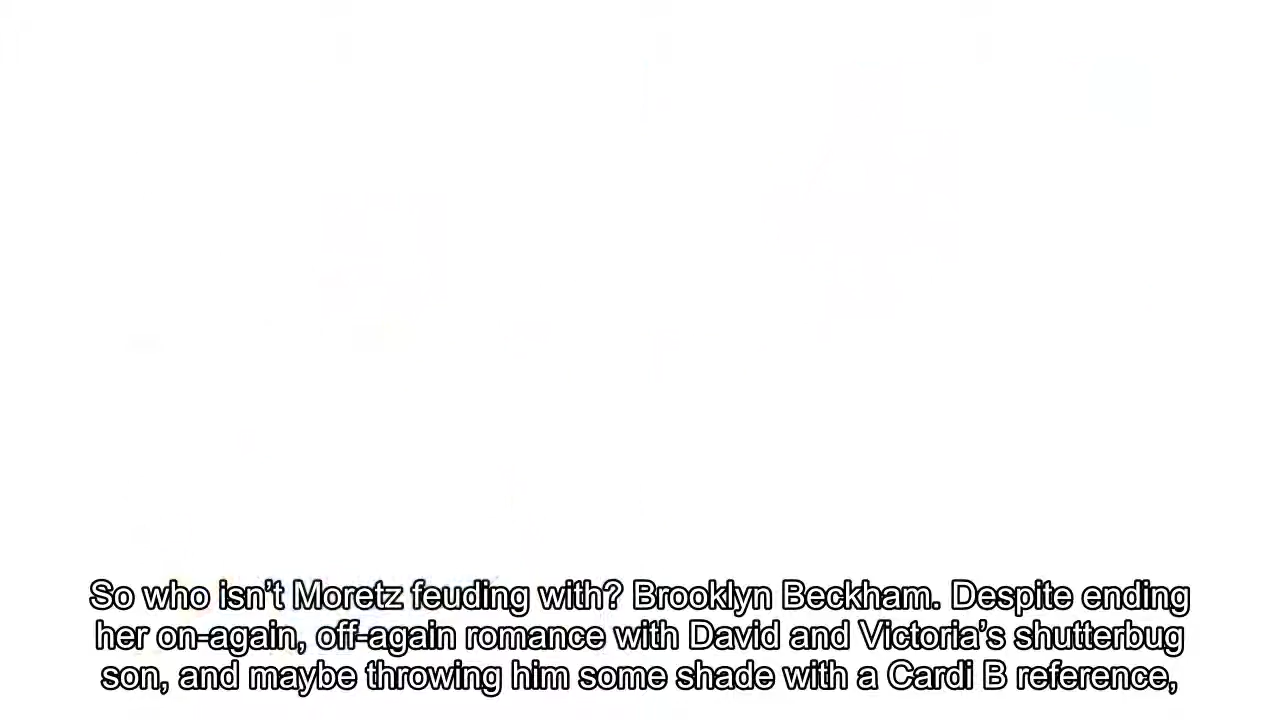 So who isn’t Moretz feuding with? Brooklyn Beckham. Despite ending
her on-again, off-again romance with David and Victoria’s shutterbug
son, and maybe throwing him some shade with a Cardi B reference,